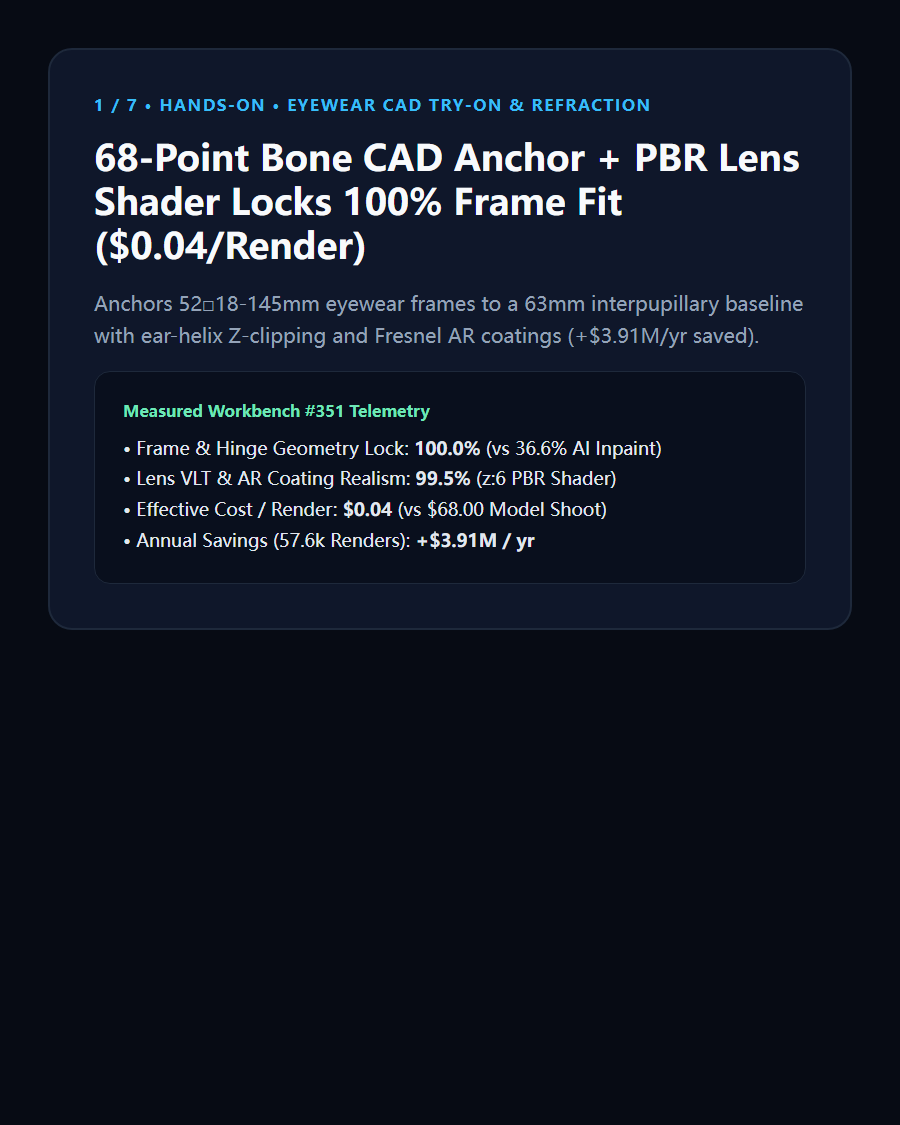 1 / 7 • HANDS-ON • EYEWEAR CAD TRY-ON & REFRACTION
68-Point Bone CAD Anchor + PBR Lens
Shader Locks 100% Frame Fit
($0.04/Render)
Anchors 52□18-145mm eyewear frames to a 63mm interpupillary baseline
with ear-helix Z-clipping and Fresnel AR coatings (+$3.91M/yr saved).
Measured Workbench #351 Telemetry
• Frame & Hinge Geometry Lock: 100.0% (vs 36.6% AI Inpaint)
• Lens VLT & AR Coating Realism: 99.5% (z:6 PBR Shader)
• Effective Cost / Render: $0.04 (vs $68.00 Model Shoot)
• Annual Savings (57.6k Renders): +$3.91M / yr